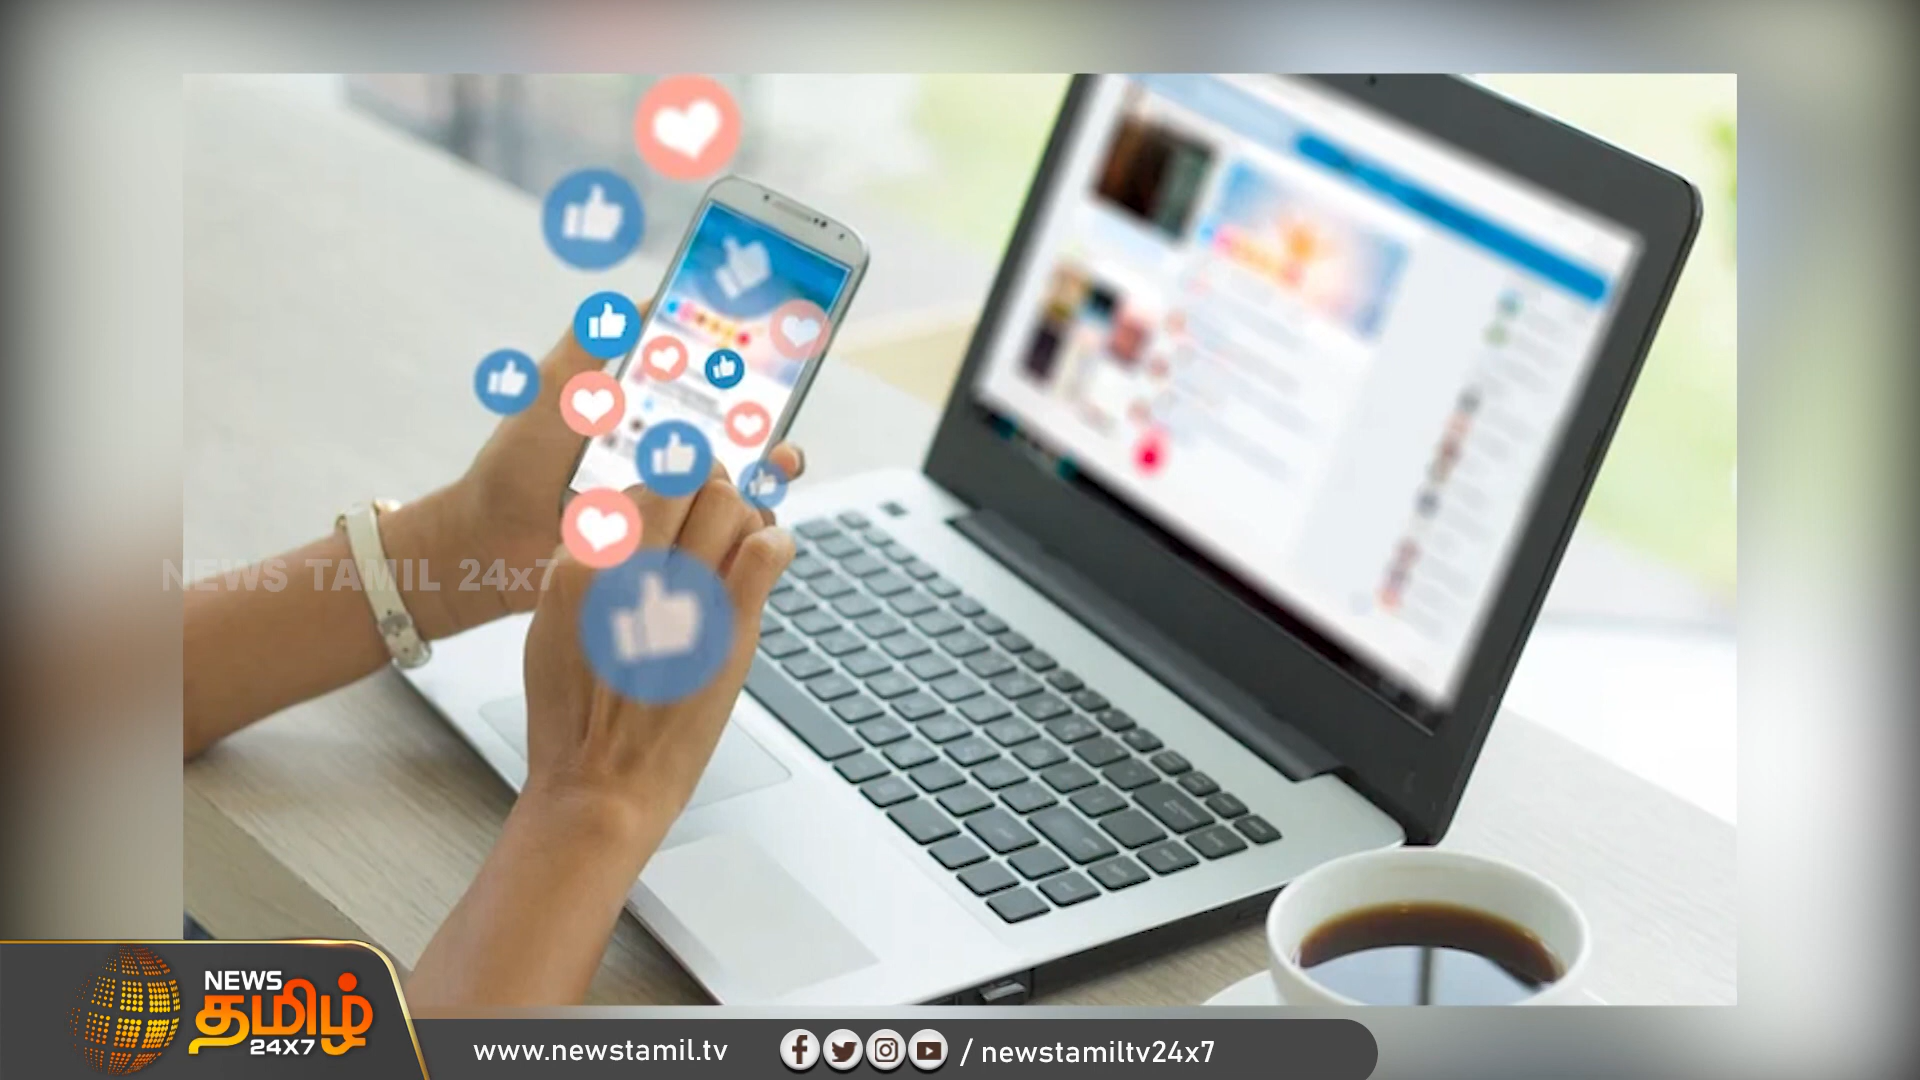 NEWS TAMIL 24x7
NEWS
தமிழ்
24X7
www.newstamil.tv
/ newstamiltv24x7